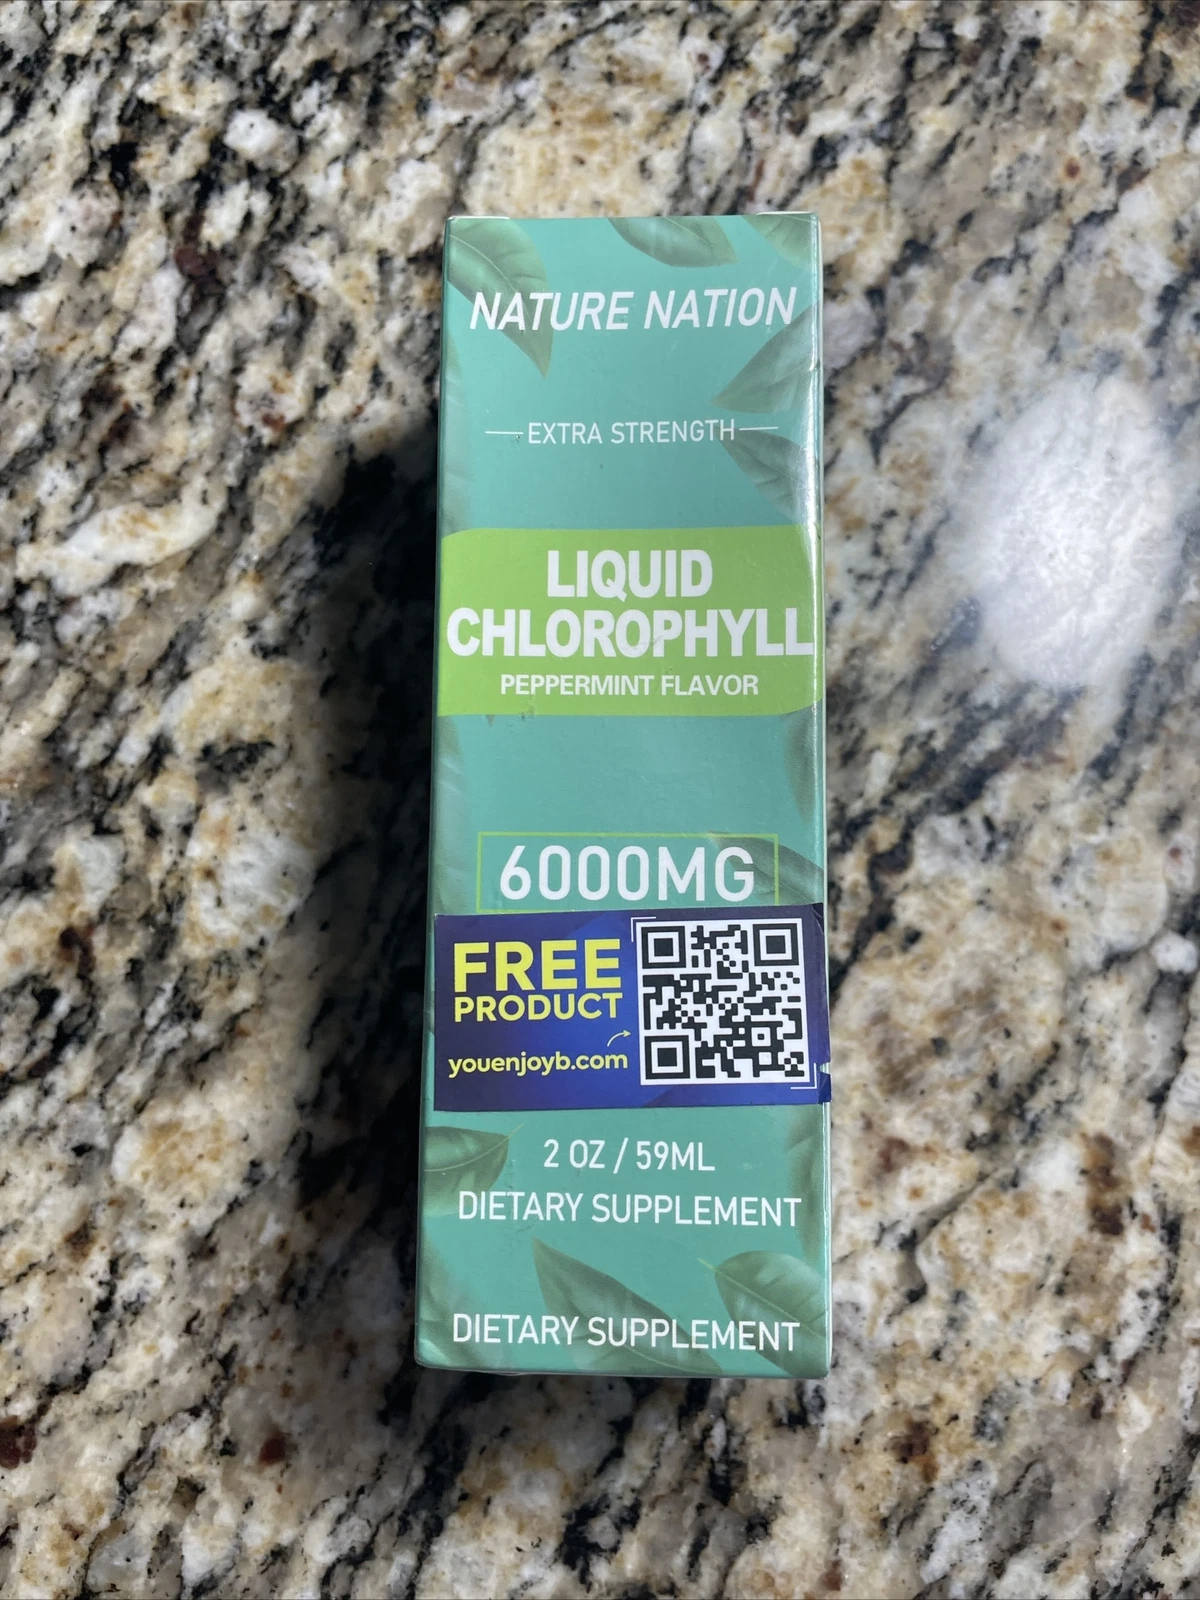 NATURE NATION
EXTRA STRENGTH
LIQUID
CHLOROPHYLL
PEPPERMINT FLAVOR
6000MG
FREE
PRODUCT
youenjoyb.com
2 OZ / 59ML
DIETARY SUPPLEMENT
DIETARY SUPPLEMENT